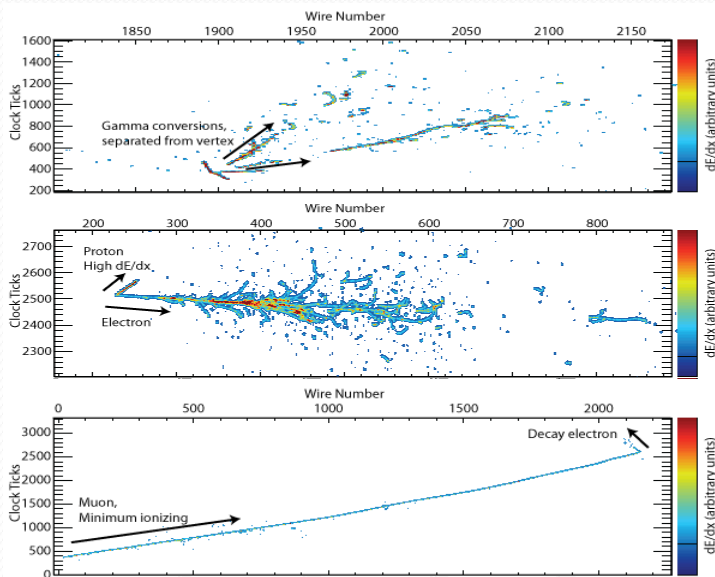 Wire Number
1850 1900 1950 2000 2050 2100 2150
1600
1400
1200
1000
800
600
400
200
Clock Ticks
Gamma conversions,
separated from vertex
dE/dx (arbitrary units)
Wire Number
200 300 400 500 600 700 800
2700
2600
2500
2400
2300
Clock Ticks
Proton
High dE/dx
Electron
dE/dx (arbitrary units)
Wire Number
0 500 1000 1500 2000
3000
2500
2000
1500
1000
500
0
Clock Ticks
Decay electron
Muon,
Minimum ionizing
dE/dx (arbitrary units)